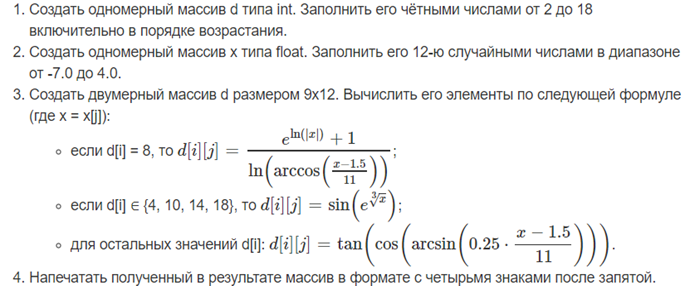 1. Создать одномерный массив d типа int. Заполнить его чётными числами от 2 до 18
включительно в порядке возрастания.
2. Создать одномерный массив x типа float. Заполнить его 12-ю случайными числами в диапазоне
от -7.0 до 4.0.
3. Создать двумерный массив d размером 9x12. Вычислить его элементы по следующей формуле
(где x = x[j]):
◦ если d[i] = 8, то $d[i][j] = \frac{e^{\ln(|x|)}+1}{\ln\left(\arccos\left(\frac{x-1.5}{11}\right)\right)}$;
◦ если d[i] ∈ {4, 10, 14, 18}, то $d[i][j] = \sin\left(e^{\sqrt[3]{x}}\right)$;
◦ для остальных значений d[i]: $d[i][j] = \tan\left(\cos\left(\arcsin\left(0.25 \cdot \frac{x-1.5}{11}\right)\right)\right)$.
4. Напечатать полученный в результате массив в формате с четырьмя знаками после запятой.